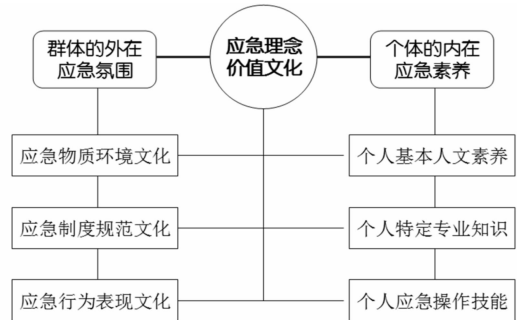 群体的外在
应急氛围
应急理念
价值文化
个体的内在
应急素养
应急物质环境文化
个人基本人文素养
应急制度规范文化
个人特定专业知识
应急行为表现文化
个人应急操作技能